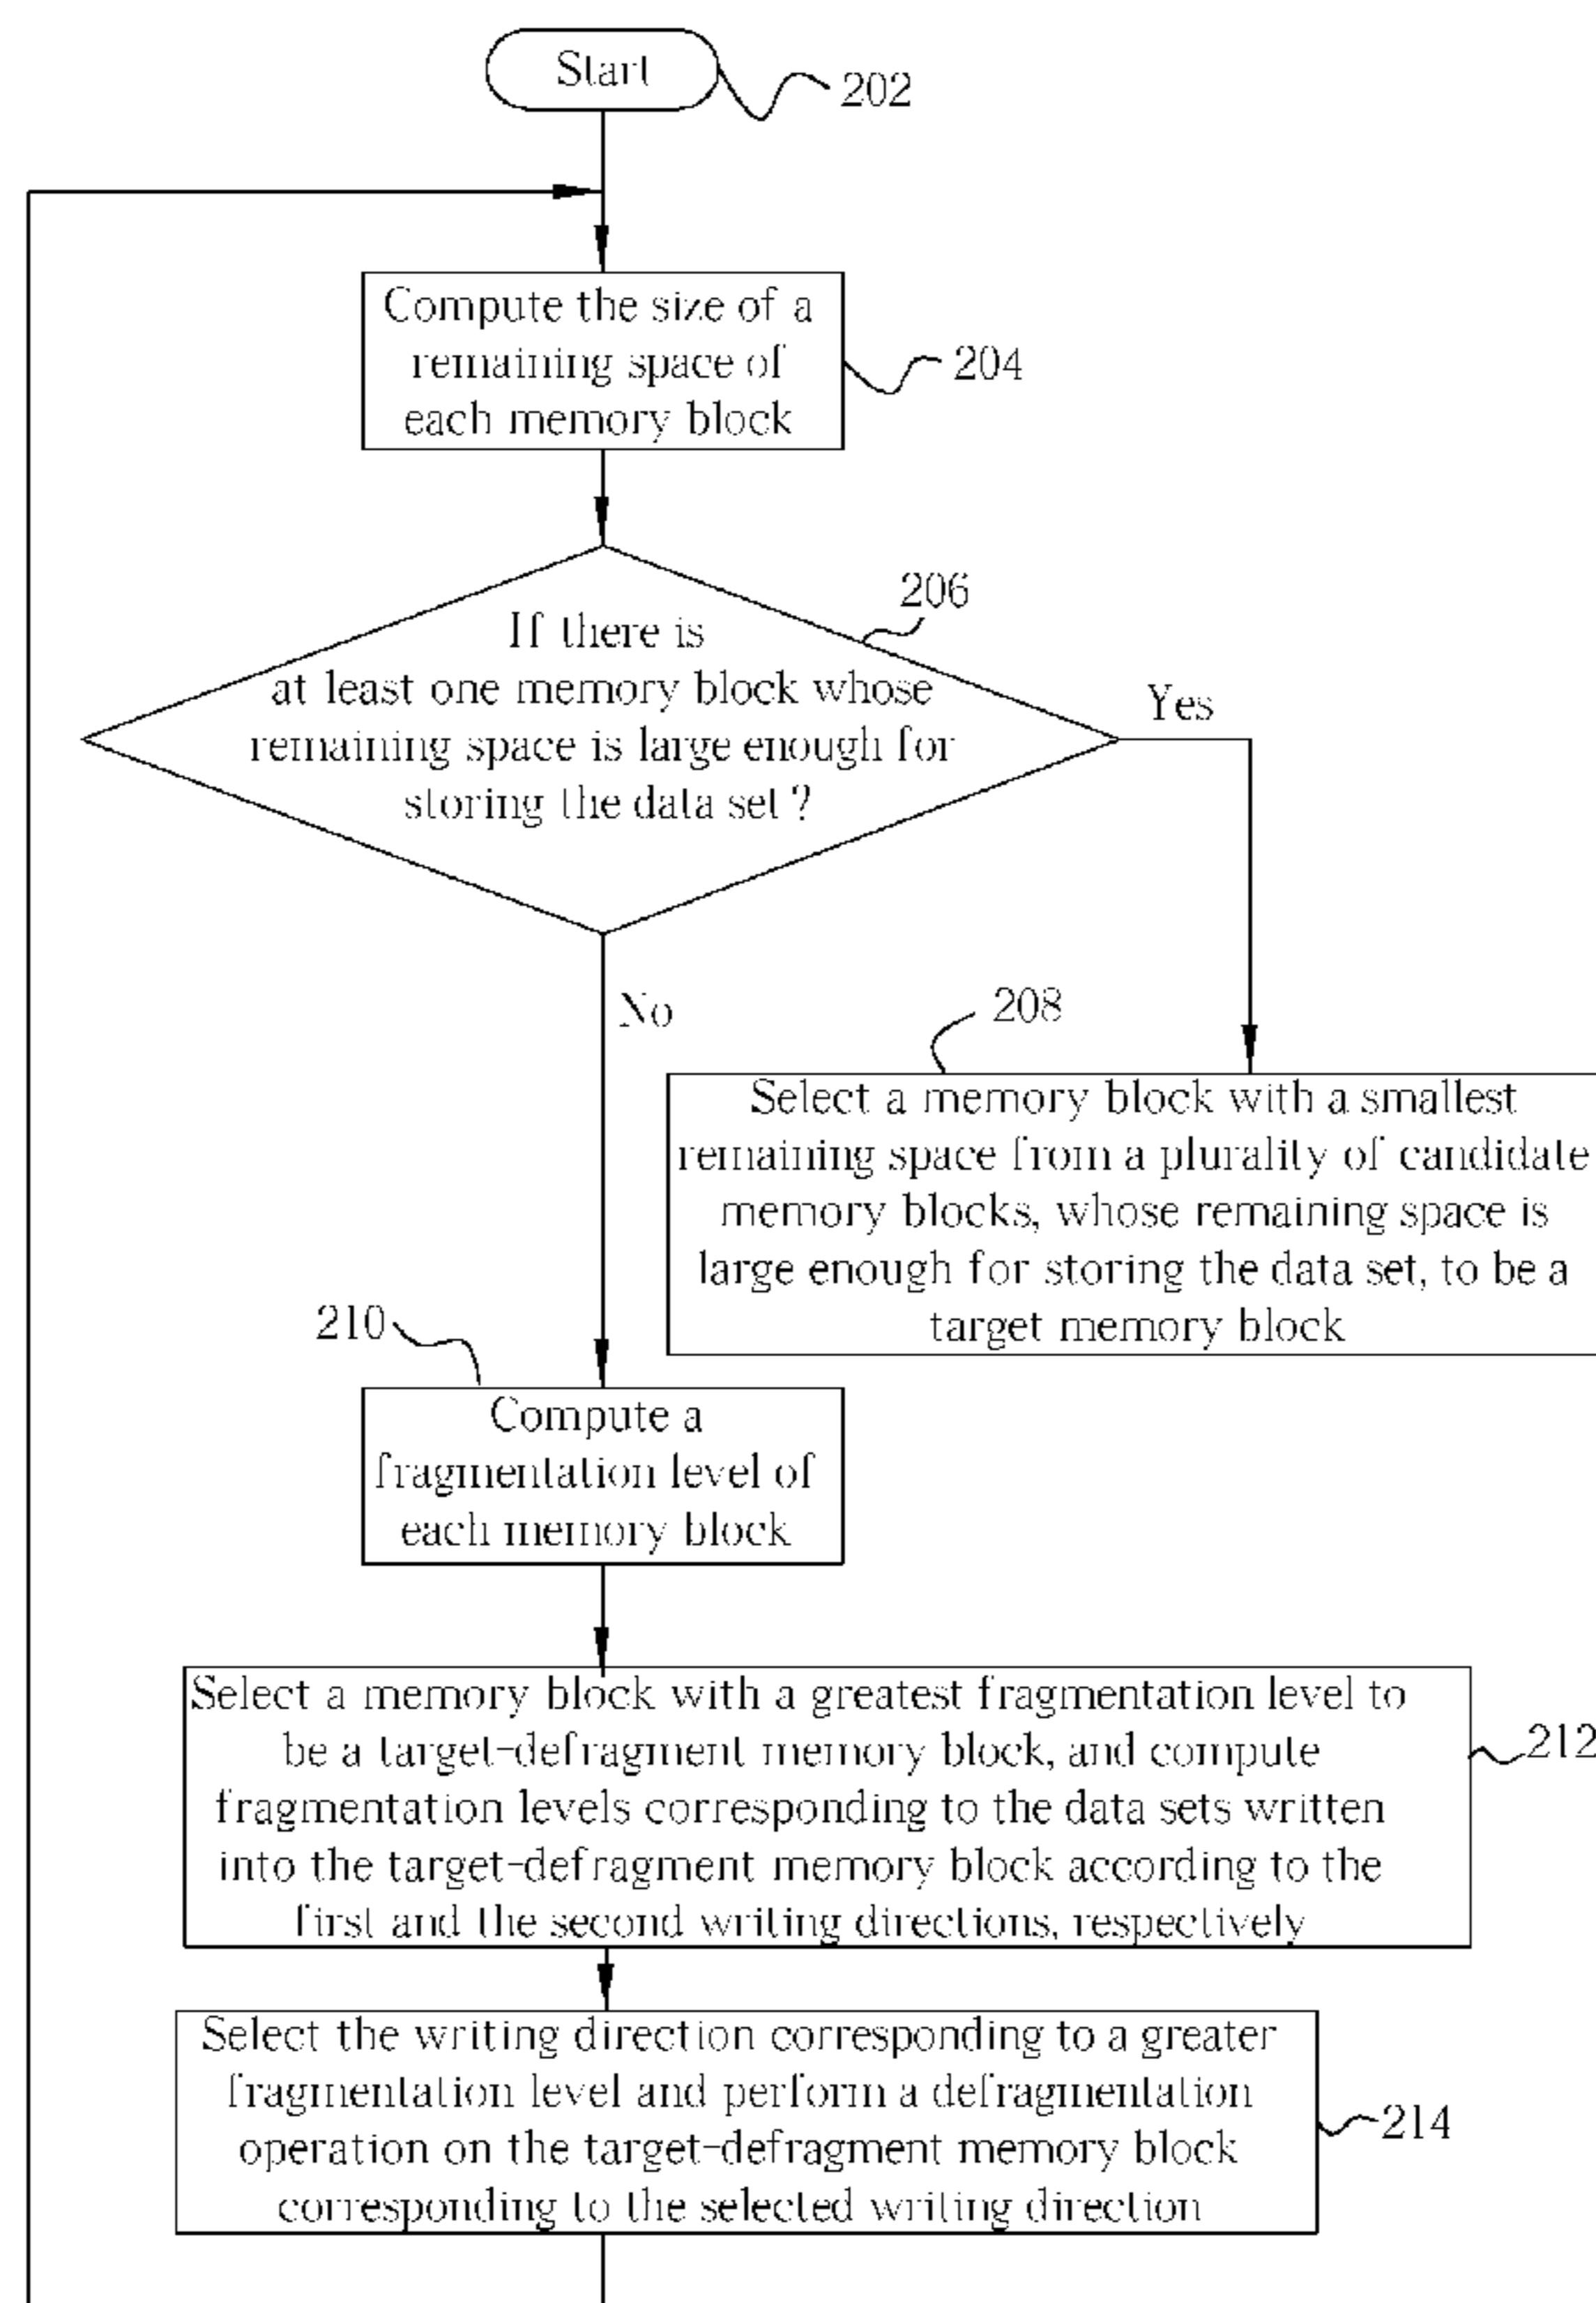 Start
202
Compute the size of a
remaining space of
each memory block
204
206
If there is
at least one memory block whose
remaining space is large enough for
storing the data set ?
Yes
No
208
Select a memory block with a smallest
remaining space from a plurality of candidate
memory blocks, whose remaining space is
large enough for storing the data set, to be a
target memory block
210
Compute a
fragmentation level of
each memory block
Select a memory block with a greatest fragmentation level to
be a target-defragment memory block, and compute
fragmentation levels corresponding to the data sets written
into the target-defragment memory block according to the
first and the second writing directions, respectively
212
Select the writing direction corresponding to a greater
fragmentation level and perform a defragmentation
operation on the target-defragment memory block
corresponding to the selected writing direction
214